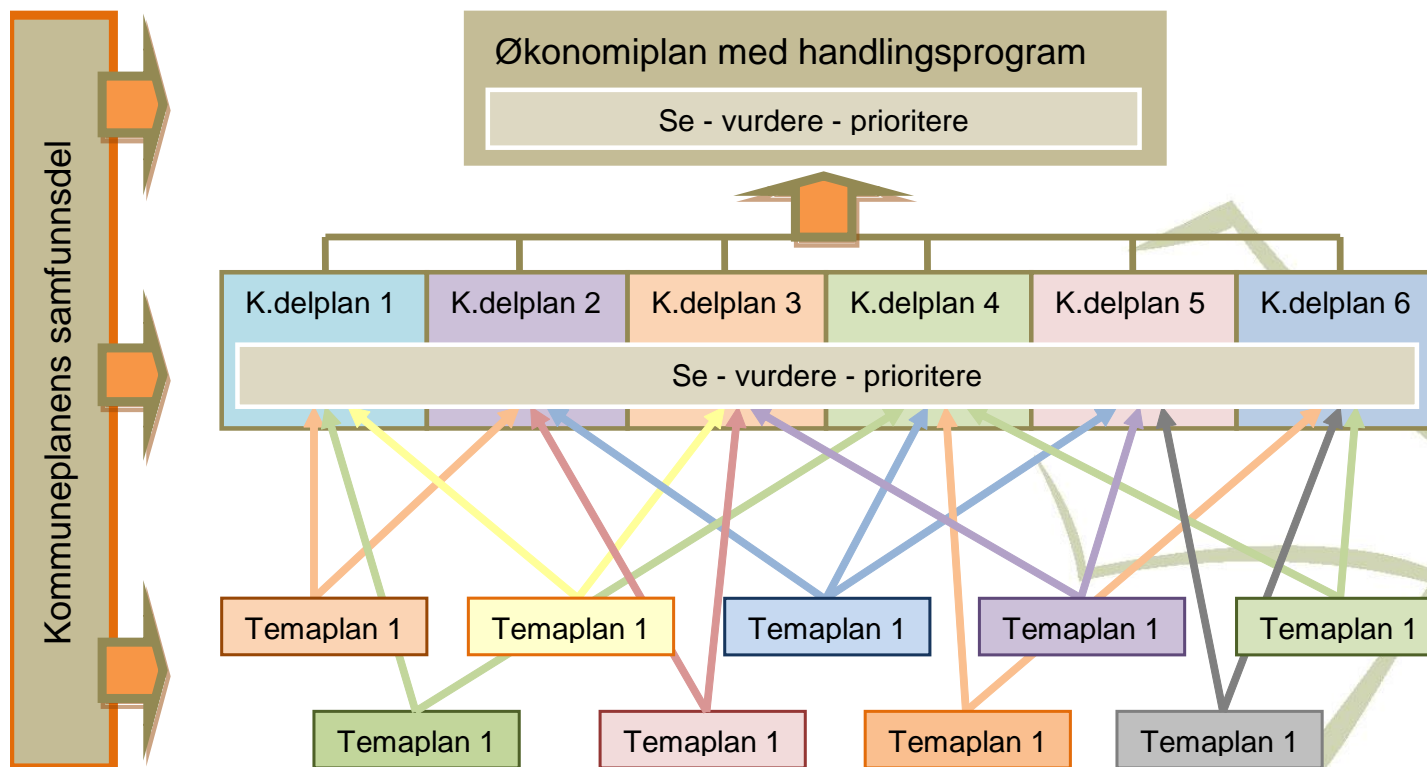 Kommuneplanens samfunnsdel
Økonomiplan med handlingsprogram
Se - vurdere - prioritere
K.delplan 1
K.delplan 2
K.delplan 3
K.delplan 4
K.delplan 5
K.delplan 6
Se - vurdere - prioritere
Temaplan 1
Temaplan 1
Temaplan 1
Temaplan 1
Temaplan 1
Temaplan 1
Temaplan 1
Temaplan 1
Temaplan 1